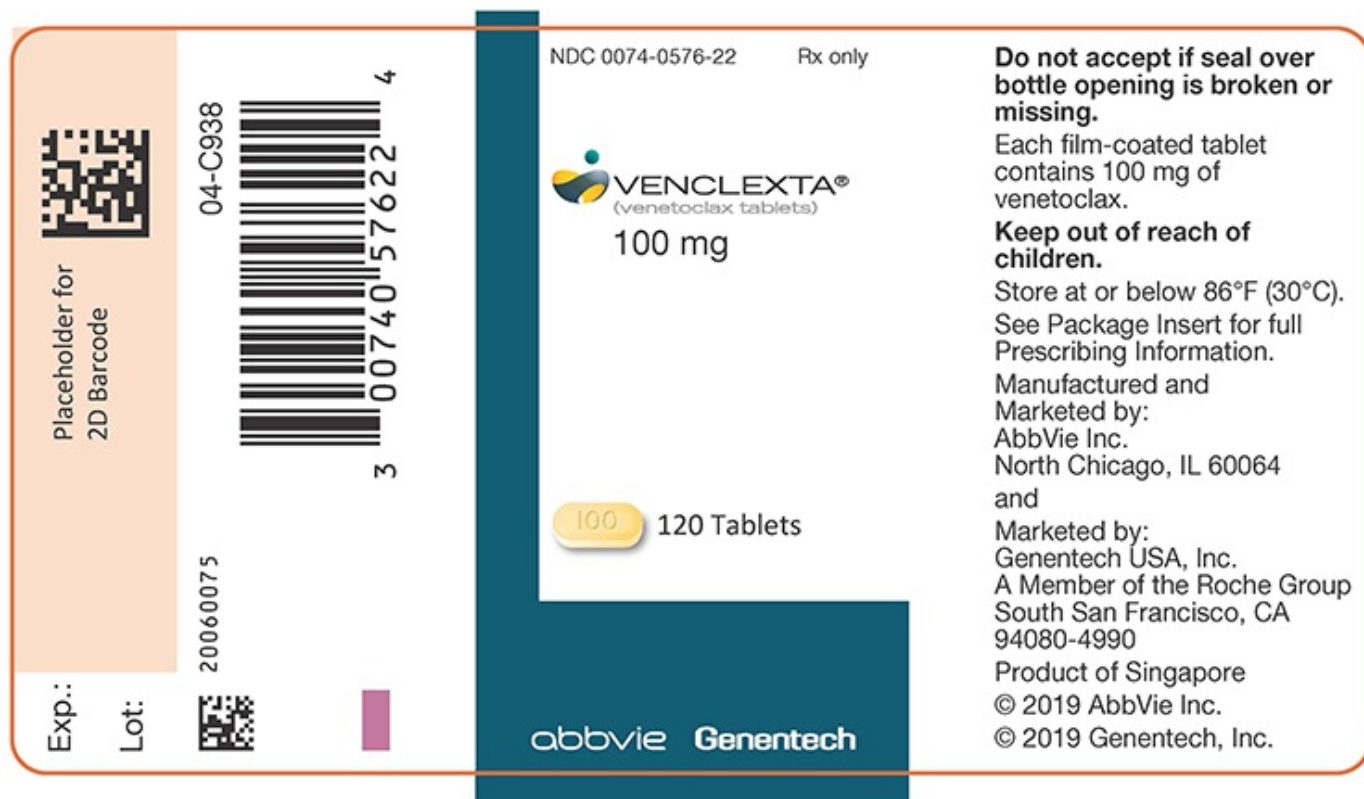 Placeholder for
2D Barcode
Exp.:
Lot:
04-C938
3 0074057622 4
20060075
NDC 0074-0576-22 Rx only
VENCLEXTA®
(venetoclax tablets)
100 mg
100
120 Tablets
abbvie Genentech
Do not accept if seal over
bottle opening is broken or
missing.
Each film-coated tablet
contains 100 mg of
venetoclax.
Keep out of reach of
children.
Store at or below 86°F (30°C).
See Package Insert for full
Prescribing Information.
Manufactured and
Marketed by:
AbbVie Inc.
North Chicago, IL 60064
and
Marketed by:
Genentech USA, Inc.
A Member of the Roche Group
South San Francisco, CA
94080-4990
Product of Singapore
© 2019 AbbVie Inc.
© 2019 Genentech, Inc.